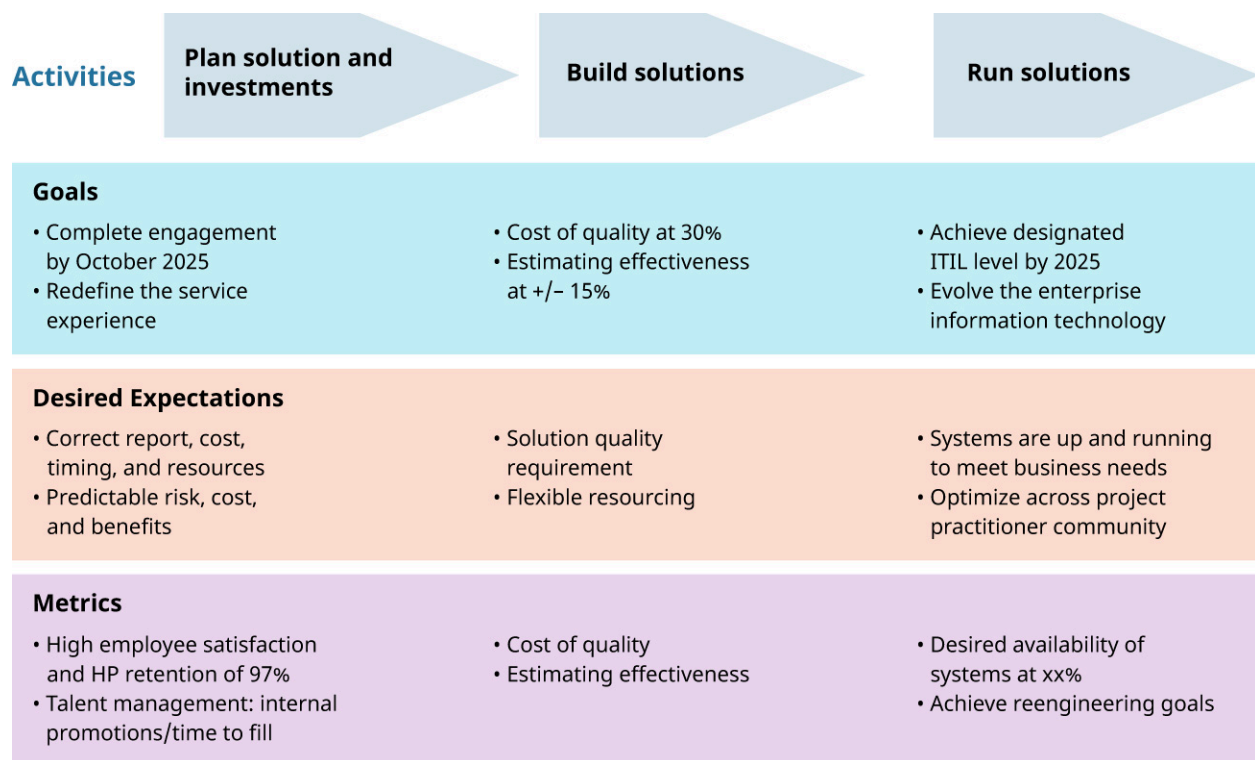 Activities
Plan solution and
investments
Build solutions
Run solutions
Goals
• Complete engagement
by October 2025
• Redefine the service
experience
• Cost of quality at 30%
• Estimating effectiveness
at +/– 15%
• Achieve designated
ITIL level by 2025
• Evolve the enterprise
information technology
Desired Expectations
• Correct report, cost,
timing, and resources
• Predictable risk, cost,
and benefits
• Solution quality
requirement
• Flexible resourcing
• Systems are up and running
to meet business needs
• Optimize across project
practitioner community
Metrics
• High employee satisfaction
and HP retention of 97%
• Talent management: internal
promotions/time to fill
• Cost of quality
• Estimating effectiveness
• Desired availability of
systems at xx%
• Achieve reengineering goals